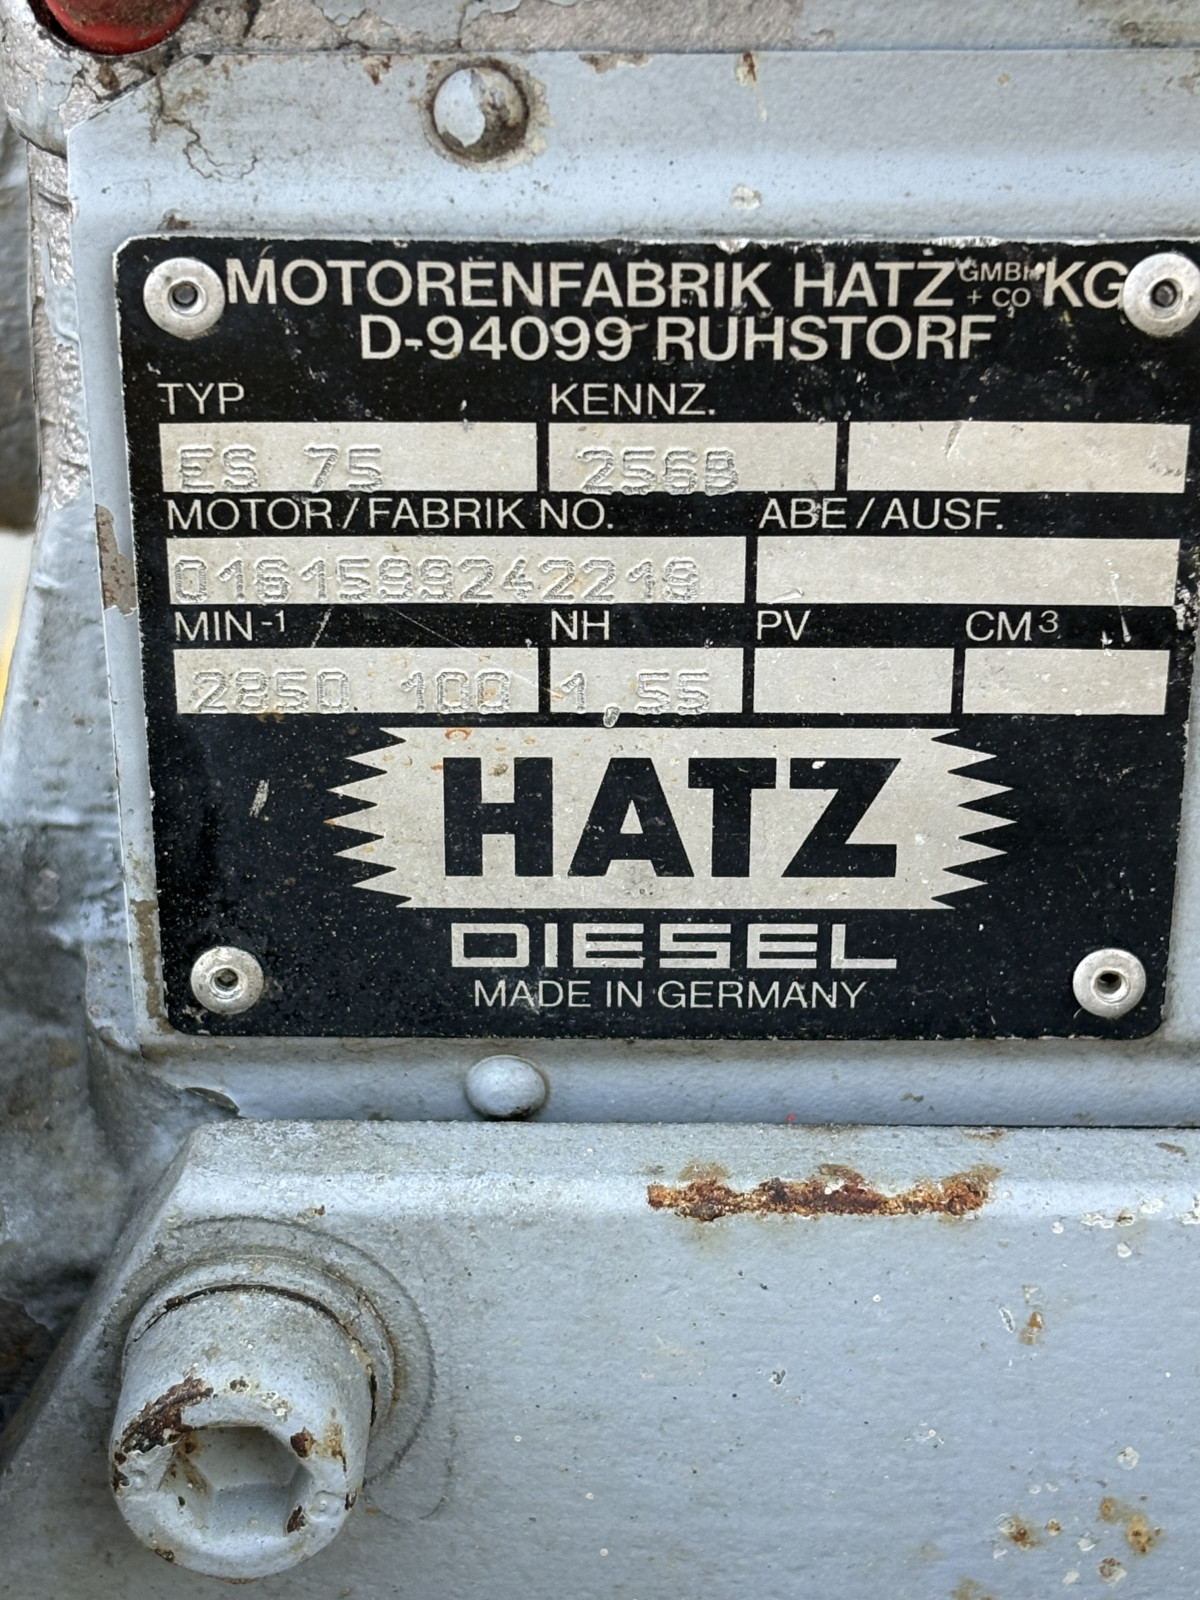 MOTORENFABRIK HATZ GMBH + CO KG
D-94099 RUHSTORF
TYP KENNZ.
ES 75 256B
MOTOR/FABRIK NO. ABE/AUSF.
MIN-1 NH PV CM3
2850 100 1,55
HATZ
DIESEL
MADE IN GERMANY